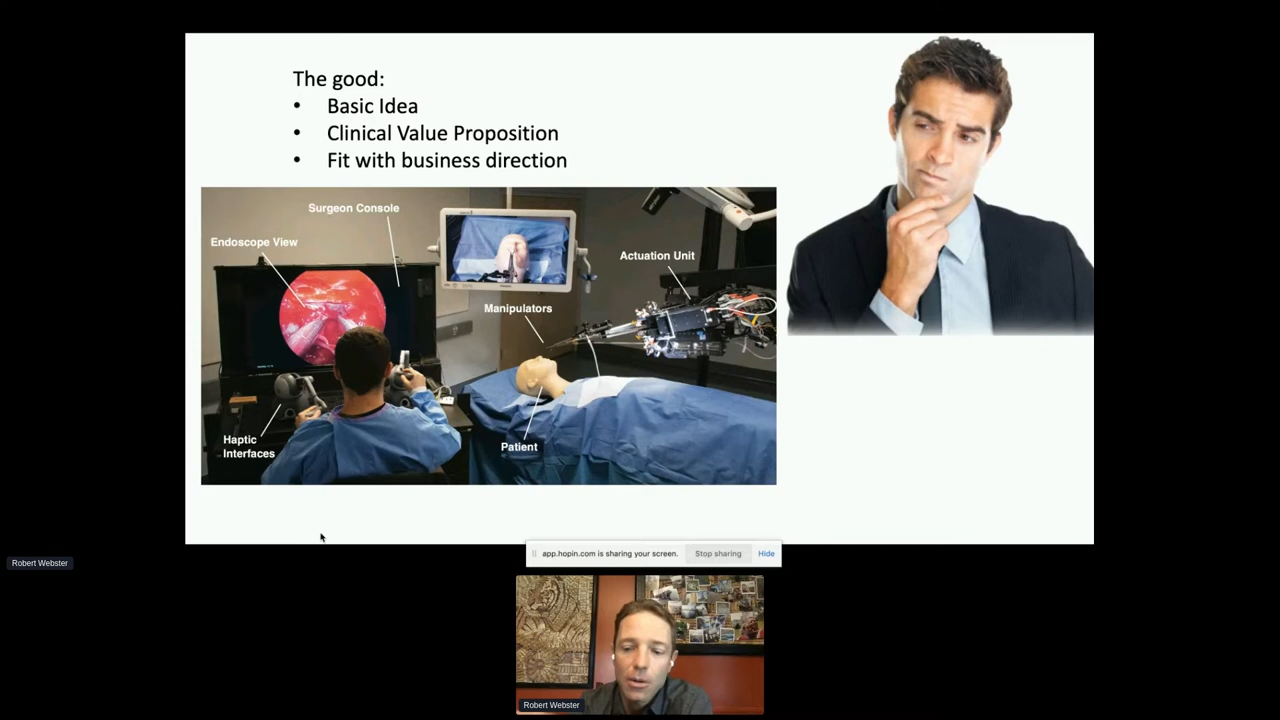 The good:
• Basic Idea
• Clinical Value Proposition
• Fit with business direction
Surgeon Console
Endoscope View
Actuation Unit
Manipulators
Haptic
Interfaces
Patient
app.hopin.com is sharing your screen. Stop sharing Hide
Robert Webster
Robert Webster